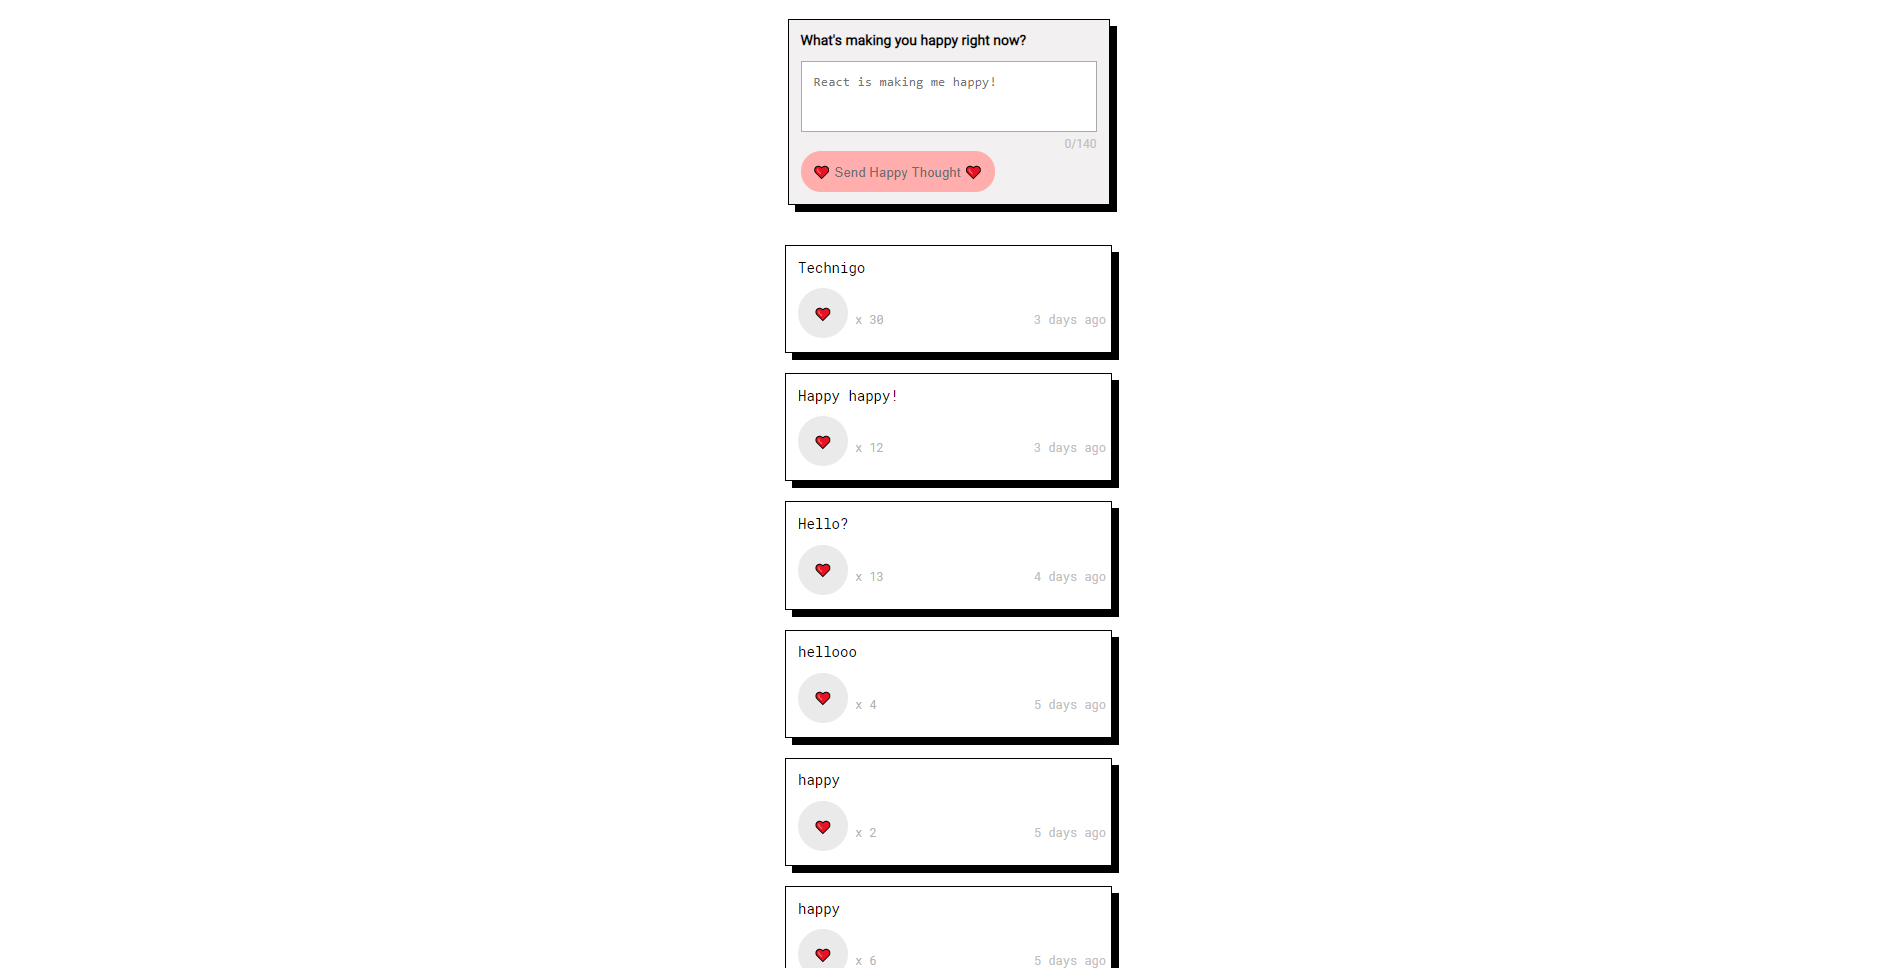 What's making you happy right now?
React is making me happy!
0/140
Send Happy Thought
Technigo
x 30 3 days ago
Happy happy!
x 12 3 days ago
Hello?
x 13 4 days ago
hellooo
x 4 5 days ago
happy
x 2 5 days ago
happy
x 6 5 days ago